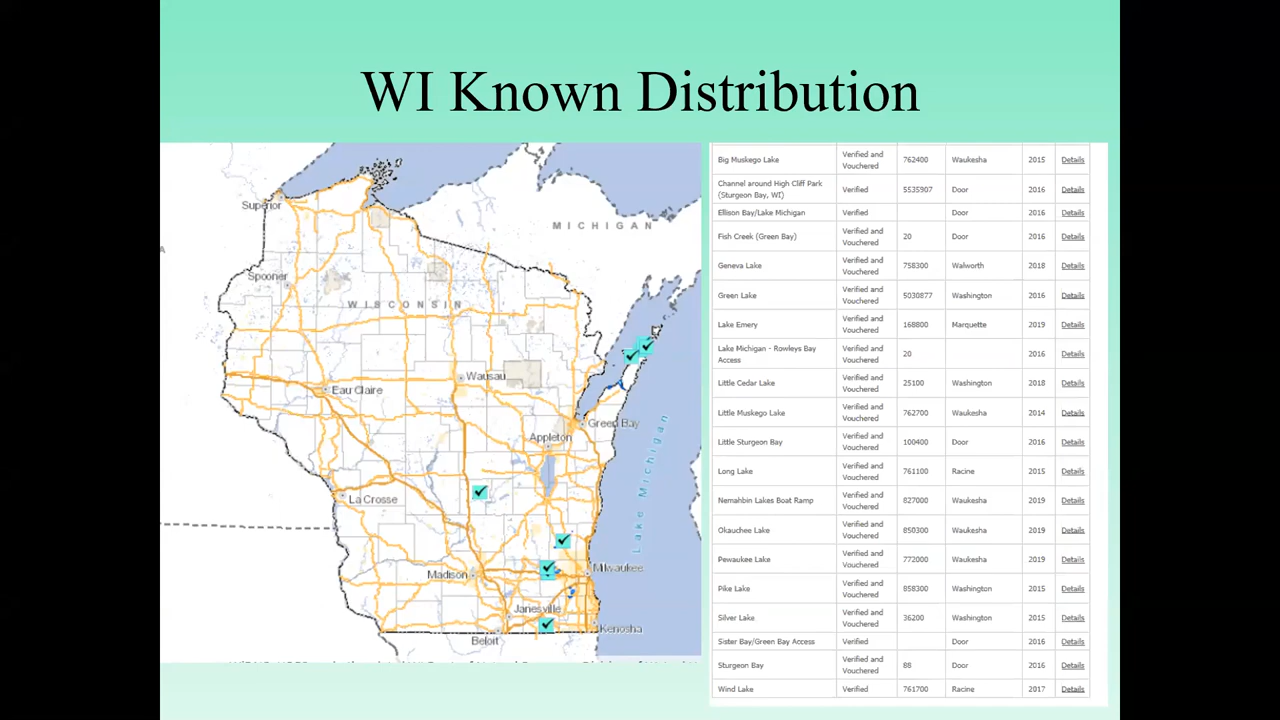 WI Known Distribution
Superior
MICHIGAN
A
Spooner
WISCONSIN
Wausau
Eau Claire
Green Bay
Appleton
Lake Michigan
La Crosse
Madison
Milwaukee
Janesville
Kenosha
Beloit
Big Muskego Lake Verified and Vouchered 762400 Waukesha 2015 Details
Channel around High Cliff Park (Sturgeon Bay, WI) Verified 5535907 Door 2016 Details
Ellison Bay/Lake Michigan Verified Door 2016 Details
Fish Creek (Green Bay) Verified and Vouchered 20 Door 2016 Details
Geneva Lake Verified and Vouchered 758300 Walworth 2018 Details
Green Lake Verified and Vouchered 5030877 Washington 2016 Details
Lake Emery Verified and Vouchered 168800 Marquette 2019 Details
Lake Michigan - Rowleys Bay Access Verified and Vouchered 20 2016 Details
Little Cedar Lake Verified and Vouchered 25100 Washington 2018 Details
Little Muskego Lake Verified and Vouchered 762700 Waukesha 2014 Details
Little Sturgeon Bay Verified and Vouchered 100400 Door 2016 Details
Long Lake Verified and Vouchered 761100 Racine 2015 Details
Nemahbin Lakes Boat Ramp Verified and Vouchered 827000 Waukesha 2019 Details
Okauchee Lake Verified and Vouchered 850300 Waukesha 2019 Details
Pewaukee Lake Verified and Vouchered 772000 Waukesha 2019 Details
Pike Lake Verified and Vouchered 858300 Washington 2015 Details
Silver Lake Verified and Vouchered 36200 Washington 2015 Details
Sister Bay/Green Bay Access Verified Door 2016 Details
Sturgeon Bay Verified and Vouchered 88 Door 2016 Details
Wind Lake Verified 761700 Racine 2017 Details